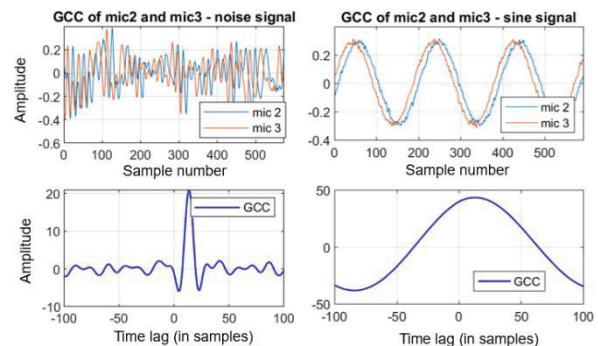 GCC of mic2 and mic3 - noise signal
Amplitude
0.2
0
-0.2
-0.4
-0.6
mic 2
mic 3
0 100 200 300 400 500
Sample number
GCC of mic2 and mic3 - sine signal
0.4
0.2
0
-0.2
-0.4
mic 2
mic 3
0 100 200 300 400 500
Sample number
Amplitude
20
10
0
-10
GCC
-100 -50 0 50 100
Time lag (in samples)
50
0
-50
GCC
-100 -50 0 50 100
Time lag (in samples)